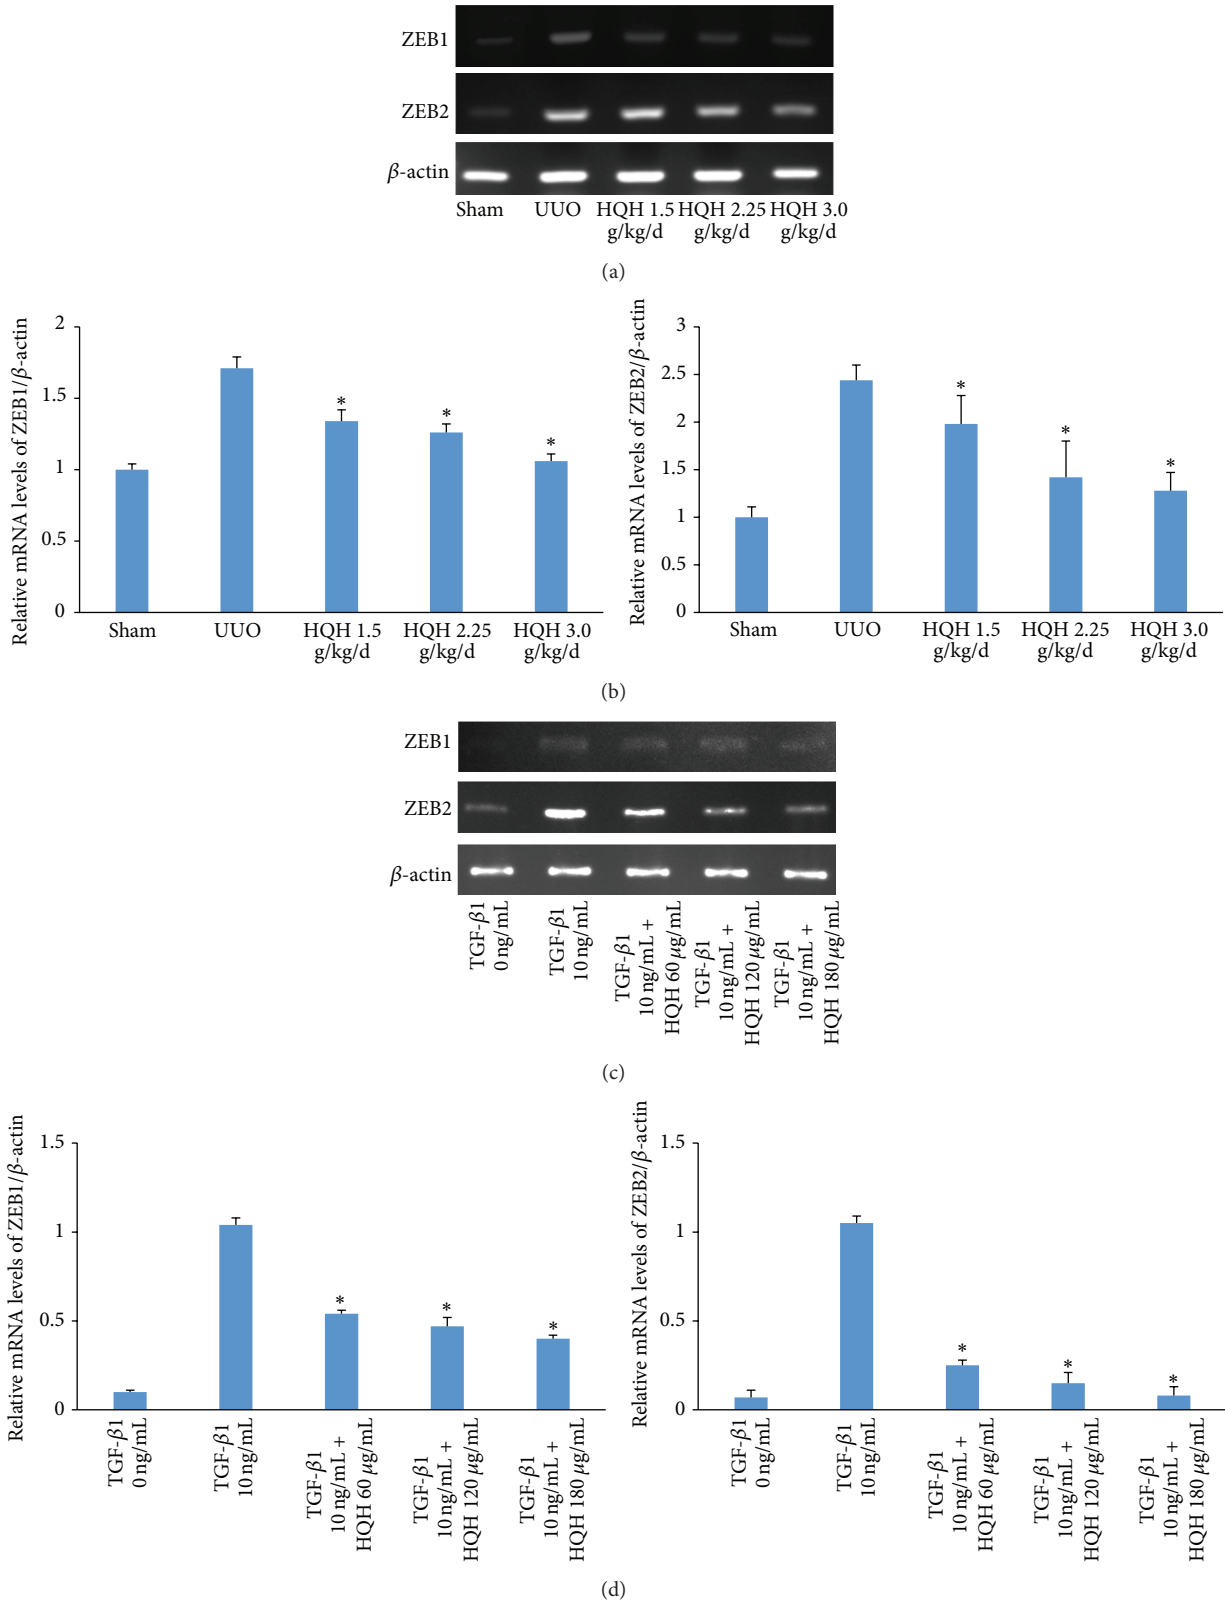 ZEB1
ZEB2
β-actin
Sham UUO HQH 1.5 HQH 2.25 HQH 3.0
g/kg/d g/kg/d g/kg/d
(a)
Relative mRNA levels of ZEB1/β-actin
2
1.5
1
0.5
0
Sham UUO HQH 1.5 HQH 2.25 HQH 3.0
g/kg/d g/kg/d g/kg/d
Relative mRNA levels of ZEB2/β-actin
3
2.5
2
1.5
1
0.5
0
Sham UUO HQH 1.5 HQH 2.25 HQH 3.0
g/kg/d g/kg/d g/kg/d
* * *
* * *
(b)
ZEB1
ZEB2
β-actin
TGF-β1
0 ng/mL
TGF-β1
10 ng/mL
TGF-β1
10 ng/mL +
HQH 60 μg/mL
TGF-β1
10 ng/mL +
HQH 120 μg/mL
TGF-β1
10 ng/mL +
HQH 180 μg/mL
(c)
Relative mRNA levels of ZEB1/β-actin
1.5
1
0.5
0
* * *
TGF-β1
0 ng/mL
TGF-β1
10 ng/mL
TGF-β1
10 ng/mL +
HQH 60 μg/mL
TGF-β1
10 ng/mL +
HQH 120 μg/mL
TGF-β1
10 ng/mL +
HQH 180 μg/mL
Relative mRNA levels of ZEB2/β-actin
1.5
1
0.5
0
* * *
TGF-β1
0 ng/mL
TGF-β1
10 ng/mL
TGF-β1
10 ng/mL +
HQH 60 μg/mL
TGF-β1
10 ng/mL +
HQH 120 μg/mL
TGF-β1
10 ng/mL +
HQH 180 μg/mL
(d)